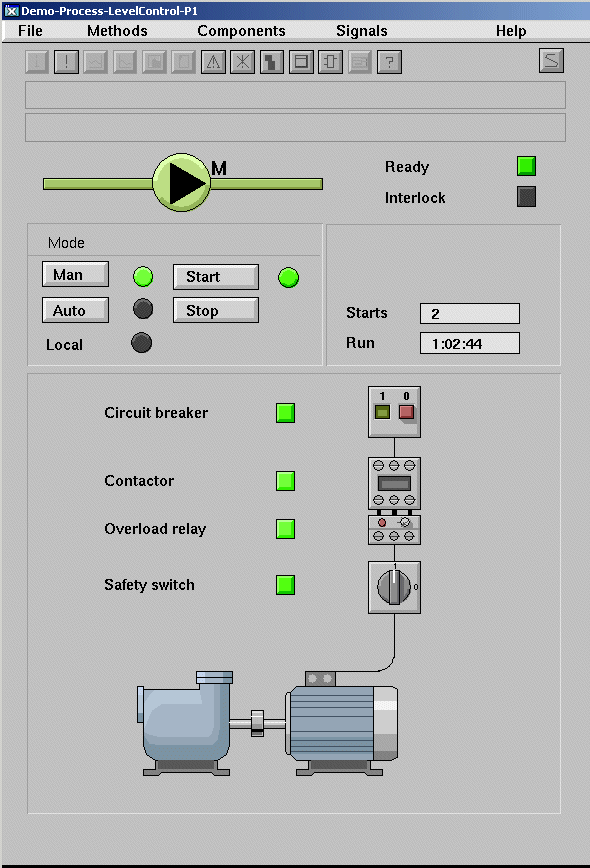 Demo-Process-LevelControl-P1
File Methods Components Signals Help
! ?
M
Ready
Interlock
Mode
Man Start
Auto Stop
Local
Starts 2
Run 1:02:44
1 0
Circuit breaker
Contactor
Overload relay
Safety switch
1
0